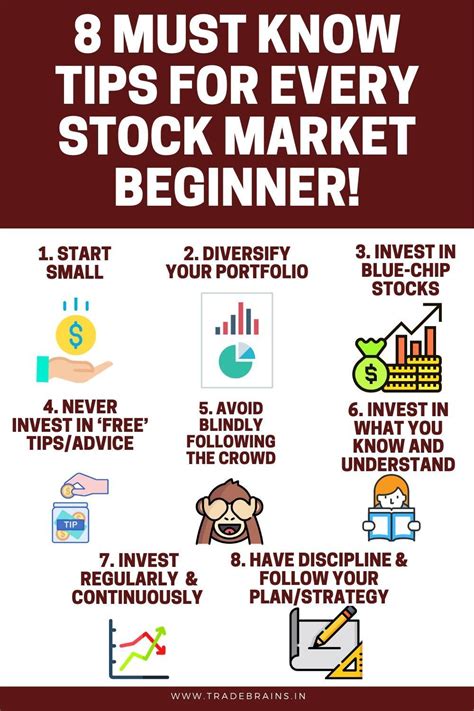 8 MUST KNOW
TIPS FOR EVERY
STOCK MARKET
BEGINNER!
1. START
SMALL
2. DIVERSIFY
YOUR PORTFOLIO
3. INVEST IN
BLUE-CHIP
STOCKS
$
$
4. NEVER
INVEST IN ‘FREE’
TIPS/ADVICE
5. AVOID
BLINDLY
FOLLOWING
THE CROWD
6. INVEST IN
WHAT YOU
KNOW AND
UNDERSTAND
TIP
7. INVEST
REGULARLY &
CONTINUOUSLY
8. HAVE DISCIPLINE &
FOLLOW YOUR
PLAN/STRATEGY
WWW.TRADEBRAINS.IN